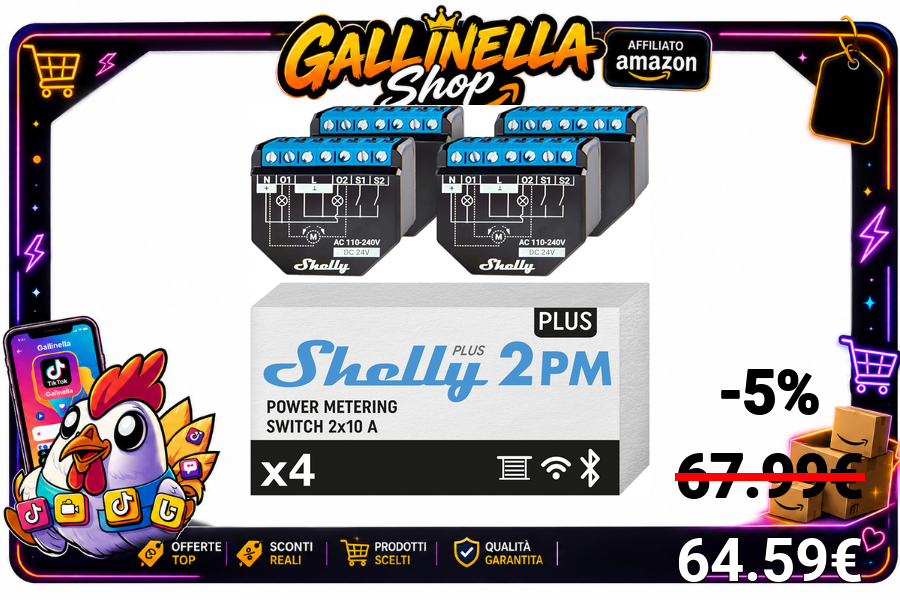 GALLINELLA
Shop
AFFILIATO
amazon
N O1 L O2 S1 S2
AC 110-240V
DC 24V
Shelly
N O1 L O2 S1 S2
AC 110-240V
DC 24V
Shelly
PLUS
Shelly PLUS 2PM
POWER METERING
SWITCH 2x10 A
x4
Gallinella
TikTok
Gallinella
-5%
67.99€
64.59€
OFFERTE
TOP
SCONTI
REALI
PRODOTTI
SCELTI
QUALITÀ
GARANTITA